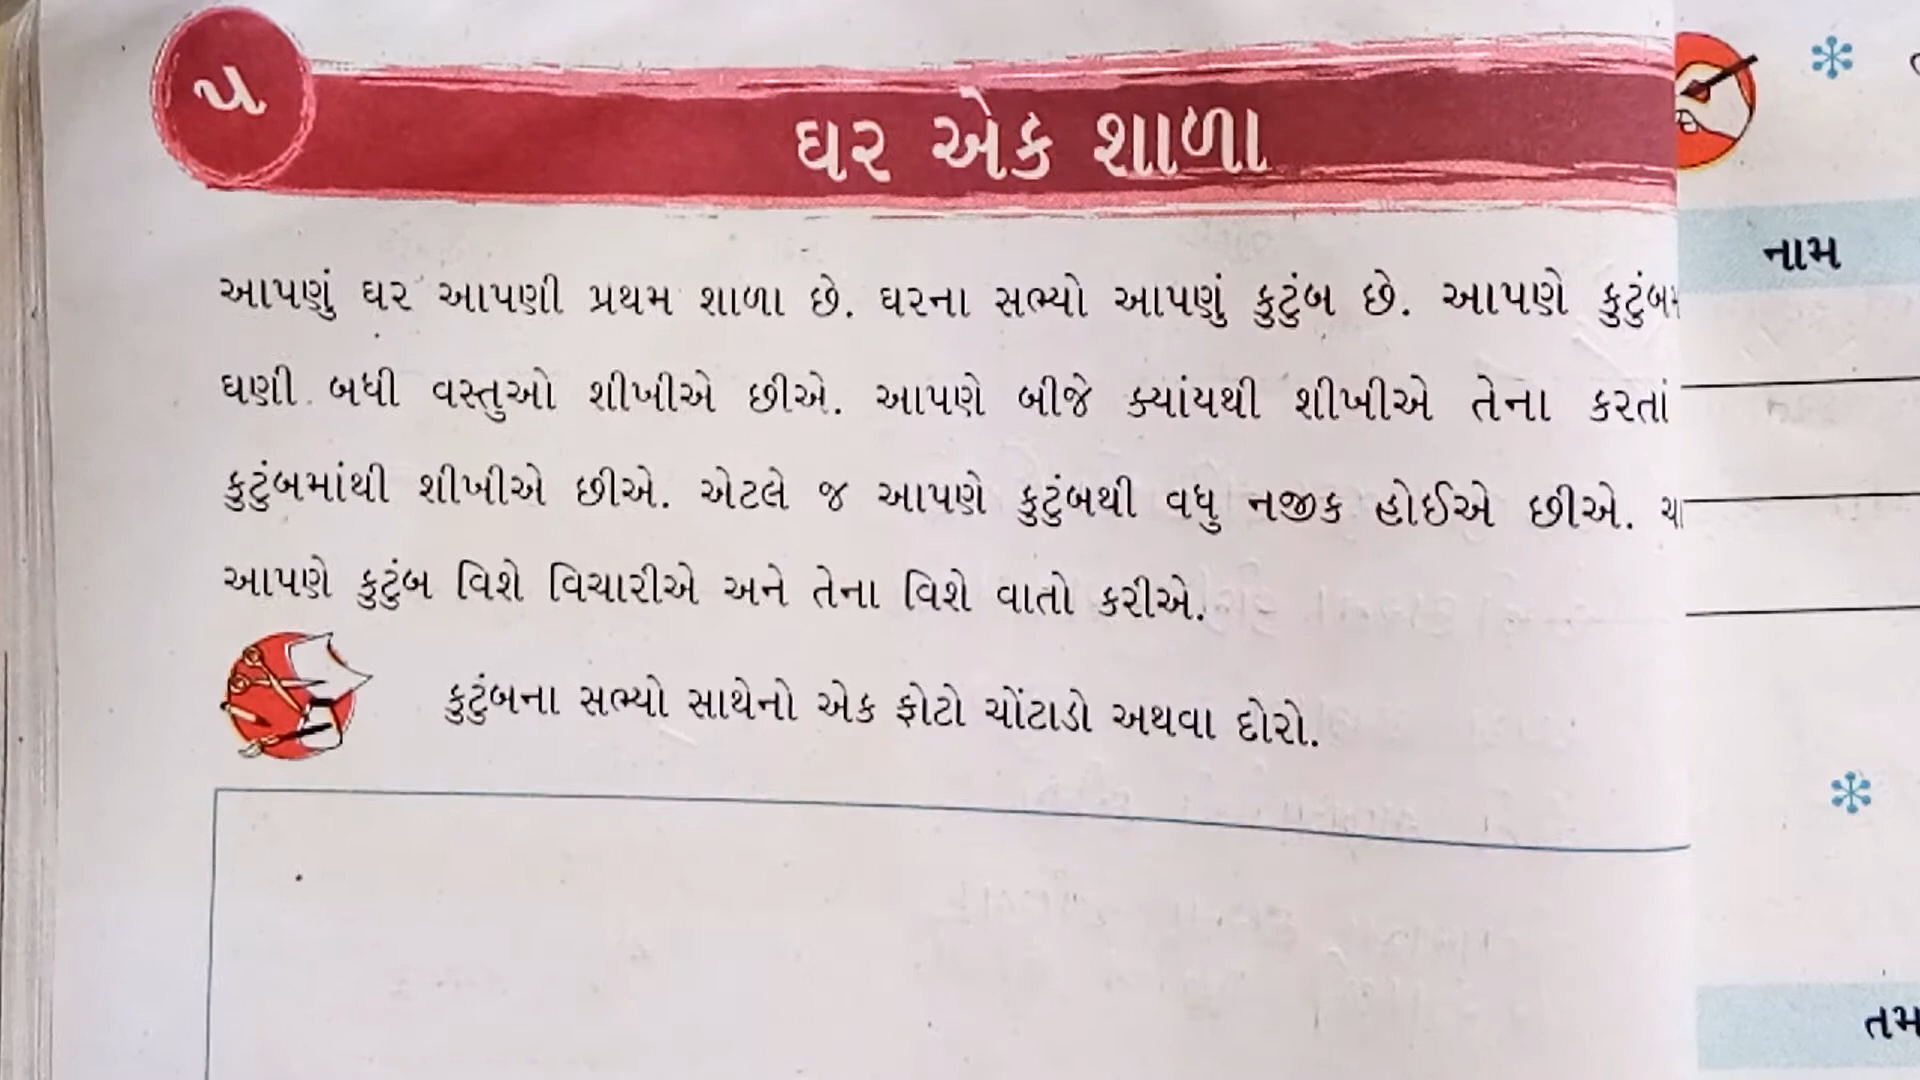 ૫
ઘર એક શાળા
આપણું ઘર આપણી પ્રથમ શાળા છે. ઘરના સભ્યો આપણું કુટુંબ છે. આપણે
ઘણી બધી વસ્તુઓ શીખીએ છીએ. આપણે બીજે ક્યાંયથી શીખીએ તેના કરતાં
કુટુંબમાંથી શીખીએ છીએ. એટલે જ આપણે કુટુંબથી વધુ નજીક હોઈએ છીએ.
આપણે કુટુંબ વિશે વિચારીએ અને તેના વિશે વાતો કરીએ.
કુટુંબના સભ્યો સાથેનો એક ફોટો ચોંટાડો અથવા દોરો.
નામ